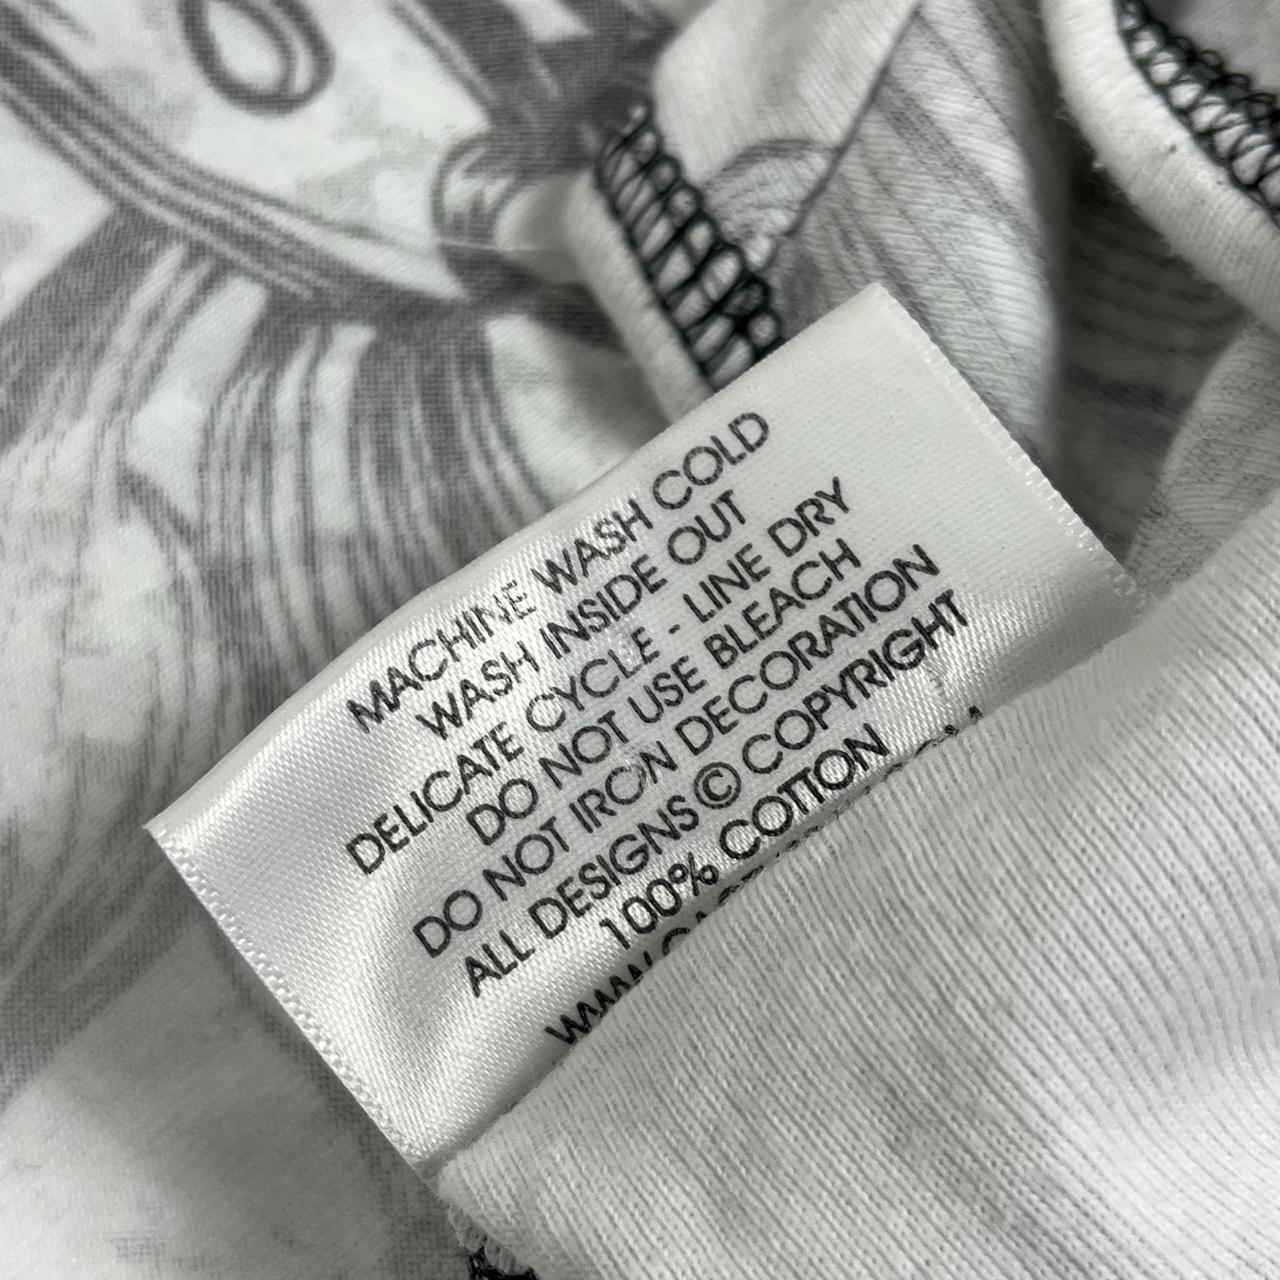 MACHINE WASH COLD
WASH INSIDE OUT
DELICATE CYCLE - LINE DRY
DO NOT USE BLEACH
DO NOT IRON DECORATION
ALL DESIGNS © COPYRIGHT
100% COTTON